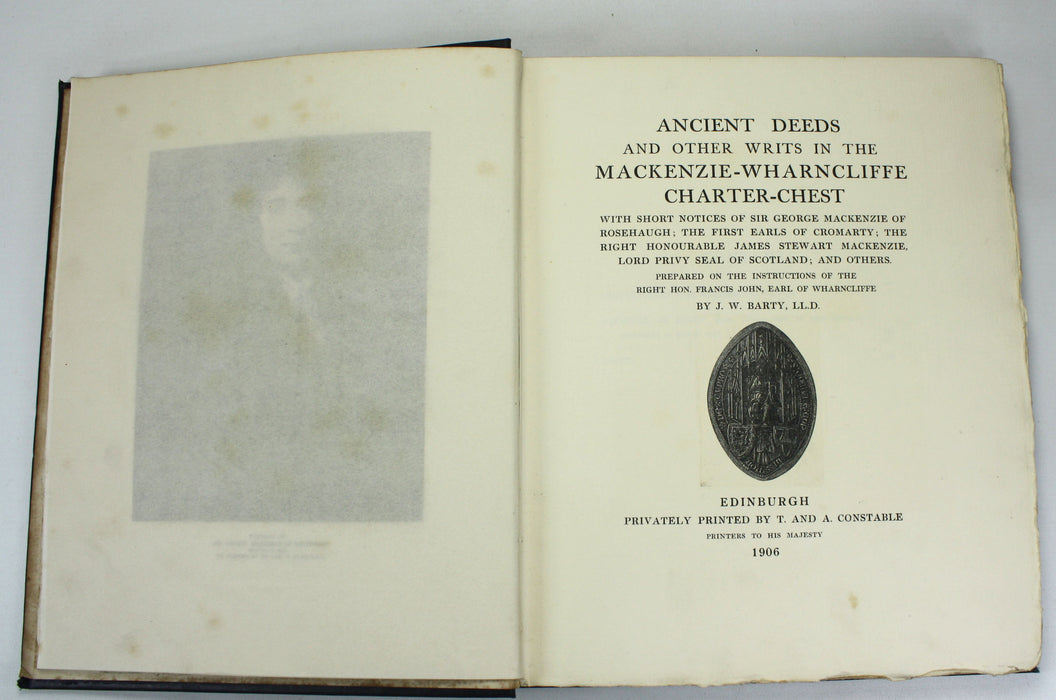 ANCIENT DEEDS
AND OTHER WRITS IN THE
MACKENZIE-WHARNCLIFFE
CHARTER-CHEST
WITH SHORT NOTICES OF SIR GEORGE MACKENZIE OF
ROSEHAUGH; THE FIRST EARLS OF CROMARTY; THE
RIGHT HONOURABLE JAMES STEWART MACKENZIE,
LORD PRIVY SEAL OF SCOTLAND; AND OTHERS.
PREPARED ON THE INSTRUCTIONS OF THE
RIGHT HON. FRANCIS JOHN, EARL OF WHARNCLIFFE
BY J. W. BARTY, LL.D.
EDINBURGH
PRIVATELY PRINTED BY T. AND A. CONSTABLE
PRINTERS TO HIS MAJESTY
1906